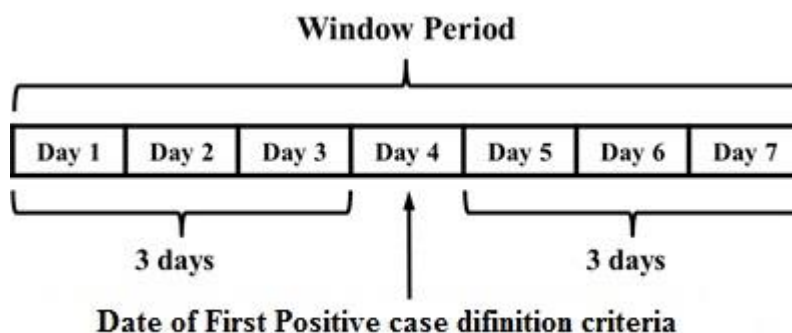 Window Period
Day 1 Day 2 Day 3 Day 4 Day 5 Day 6 Day 7
3 days 3 days
Date of First Positive case difinition criteria